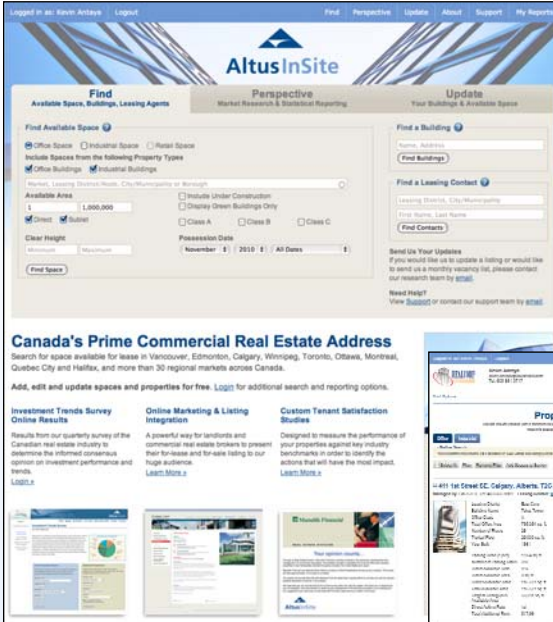 Logged in as: Kevin Antaya Logout Find Perspective Update About Support My Reports
AltusInSite
Find
Available Space, Buildings, Leasing Agents
Perspective
Market Research & Statistical Reporting
Update
Your Buildings & Available Space
Find Available Space
Office Space Industrial Space Retail Space
Include Spaces from the following Property Types
Office Buildings Industrial Buildings
Market, Leasing District/Node, City/Municipality or Borough
Available Area
1 1,000,000
Direct Sublet
Include Under Construction
Display Green Buildings Only
Class A Class B Class C
Clear Height
Minimum Maximum
Possession Date
November / 2010 / All Dates
Find Space
Find a Building
Name, Address
Find Buildings
Find a Leasing Contact
Leasing District, City/Municipality
First Name, Last Name
Find Contacts
Send Us Your Updates
If you would like us to update a listing or would like
to send us a monthly vacancy list, please contact
our research team by email.
Need Help?
View Support or contact our support team by email
Canada's Prime Commercial Real Estate Address
Search for space available for lease in Vancouver, Edmonton, Calgary, Winnipeg, Toronto, Ottawa, Montreal,
Quebec City and Halifax, and more than 30 regional markets across Canada.
Add, edit and update spaces and properties for free. Login for additional search and reporting options.
Investment Trends Survey
Online Results
Results from our quarterly survey of the
Canadian real estate industry to
determine the informed consensus
opinion on investment performance and
trends.
Login »
Online Marketing & Listing
Integration
A powerful way for landlords and
commercial real estate brokers to present
their for-lease and for-sale listing to our
huge audience.
Learn More »
Custom Tenant Satisfaction
Studies
Designed to measure the performance of
your properties against key industry
benchmarks in order to identify the
actions that will have the most impact.
Learn More »
Manulife Financial
Your opinion counts...
AltusInSite
Prop
Office
411 1st Street SE, Calgary, Alberta, T2G